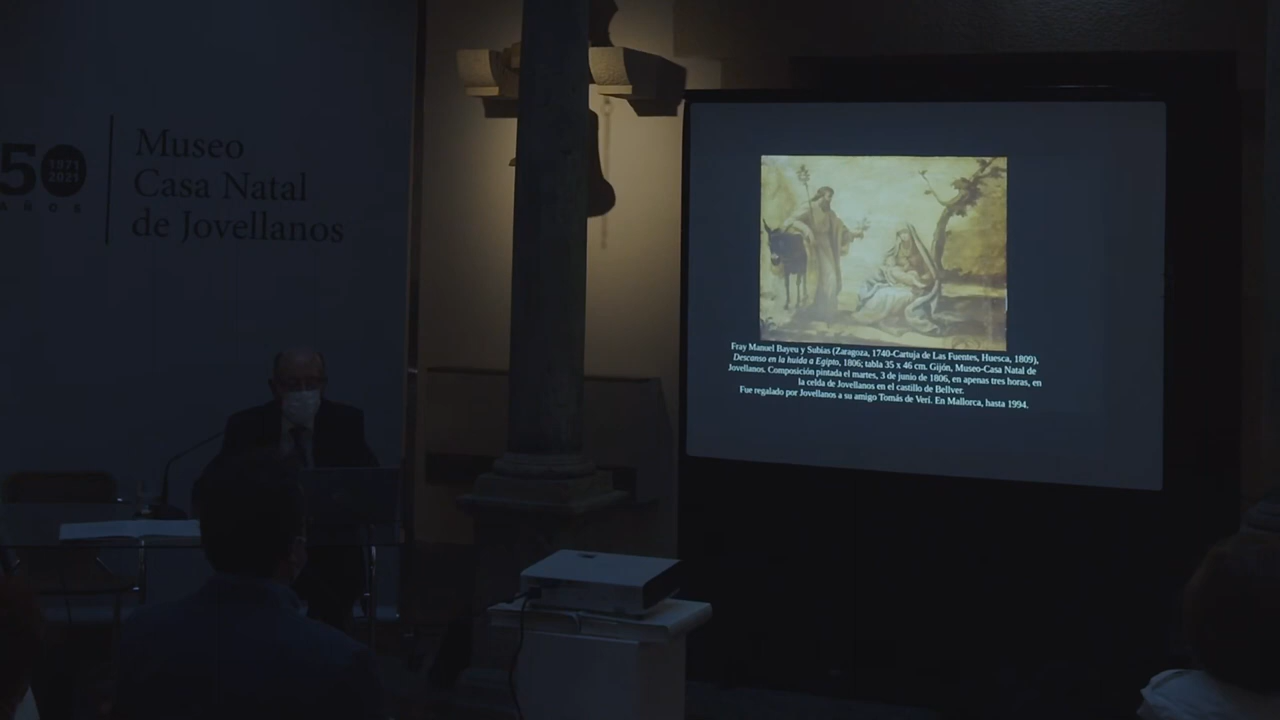 50
1971
2021
AÑOS
Museo
Casa Natal
de Jovellanos
Fray Manuel Bayeu y Subías (Zaragoza, 1740-Cartuja de Las Fuentes, Huesca, 1809),
Descanso en la huida a Egipto, 1806; tabla 35 x 46 cm. Gijón, Museo-Casa Natal de
Jovellanos. Composición pintada el martes, 3 de junio de 1806, en apenas tres horas, en
la celda de Jovellanos en el castillo de Bellver.
Fue regalado por Jovellanos a su amigo Tomás de Verí. En Mallorca, hasta 1994.